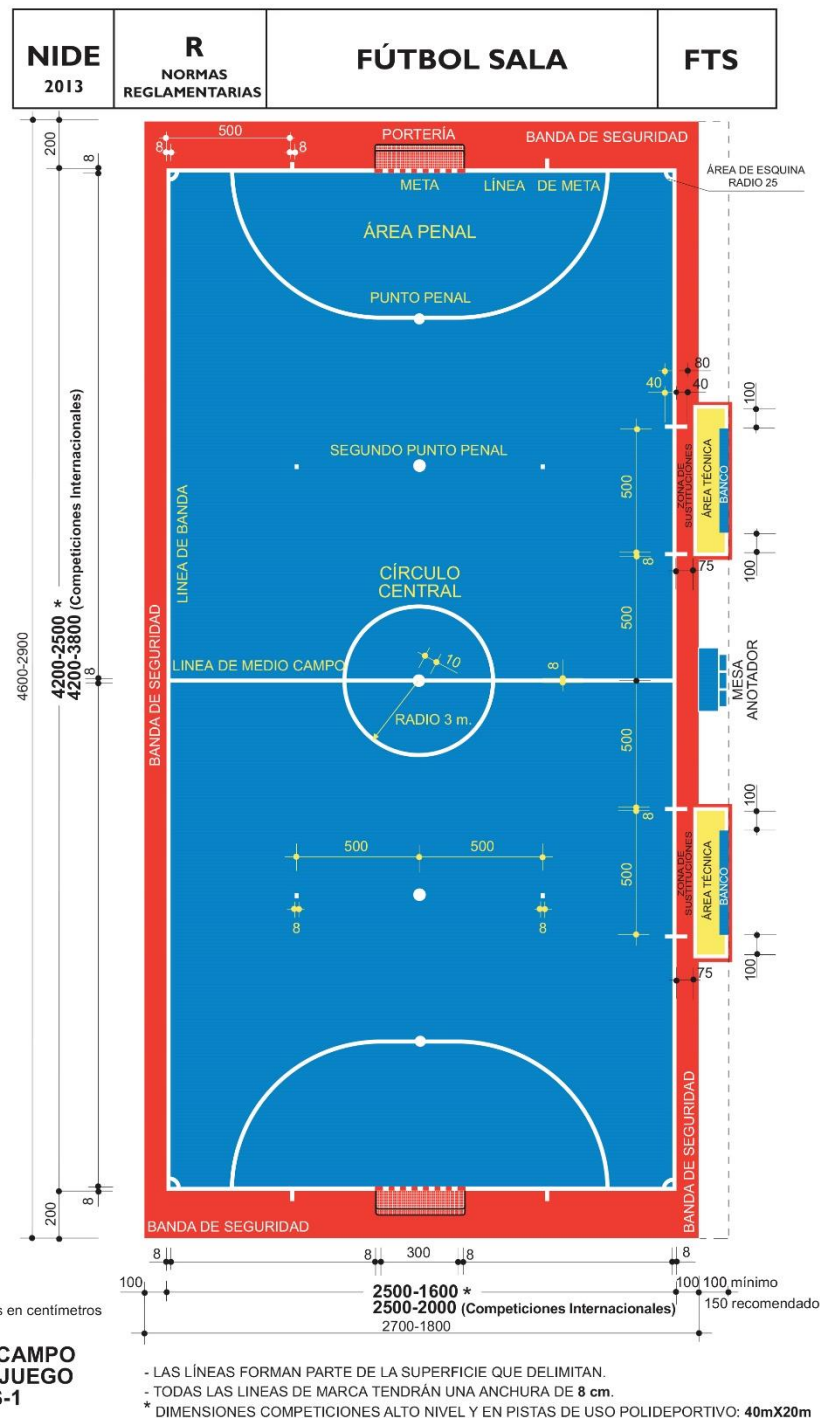 NIDE
2013
R
NORMAS
REGLAMENTARIAS
FÚTBOL SALA
FTS
200
8
500
8
8
PORTERÍA
BANDA DE SEGURIDAD
META
LÍNEA DE META
ÁREA DE ESQUINA
RADIO 25
ÁREA PENAL
PUNTO PENAL
80
40
40
100
SEGUNDO PUNTO PENAL
500
ZONA DE
SUSTITUCIONES
ÁREA TÉCNICA
BANCO
LINEA DE BANDA
8
75
100
CÍRCULO
CENTRAL
500
4600-2900
4200-2500 *
4200-3800 (Competiciones Internacionales)
8
BANDA DE SEGURIDAD
LINEA DE MEDIO CAMPO
10
8
RADIO 3 m.
MESA
ANOTADOR
500
100
8
500
500
500
ZONA DE
SUSTITUCIONES
ÁREA TÉCNICA
BANCO
8
8
75
100
BANDA DE SEGURIDAD
200
8
BANDA DE SEGURIDAD
8
8
300
8
8
100
2500-1600 *
2500-2000 (Competiciones Internacionales)
100
100 mínimo
150 recomendado
2700-1800
s en centímetros
CAMPO
JUEGO
S-1
- LAS LÍNEAS FORMAN PARTE DE LA SUPERFICIE QUE DELIMITAN.
- TODAS LAS LINEAS DE MARCA TENDRÁN UNA ANCHURA DE 8 cm.
* DIMENSIONES COMPETICIONES ALTO NIVEL Y EN PISTAS DE USO POLIDEPORTIVO: 40mX20m